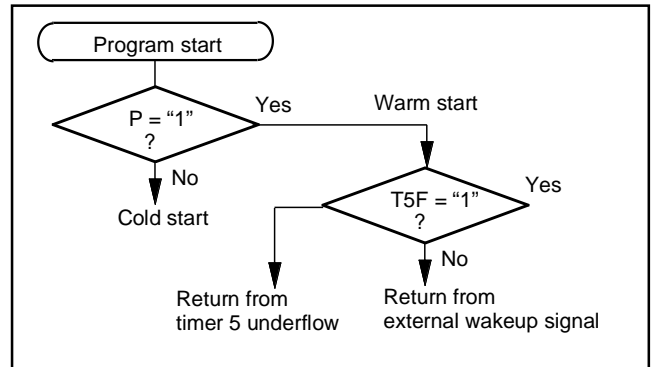 Program start
P = “1”
?
Yes
Warm start
No
Cold start
T5F = “1”
?
Yes
No
Return from
timer 5 underflow
Return from
external wakeup signal